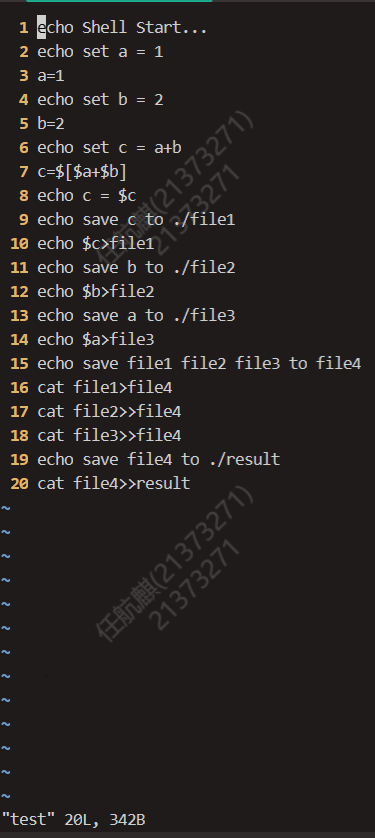 1 echo Shell Start...
2 echo set a = 1
3 a=1
4 echo set b = 2
5 b=2
6 echo set c = a+b
7 c=$[$a+$b]
8 echo c = $c
9 echo save c to ./file1
10 echo $c>file1
11 echo save b to ./file2
12 echo $b>file2
13 echo save a to ./file3
14 echo $a>file3
15 echo save file1 file2 file3 to file4
16 cat file1>file4
17 cat file2>>file4
18 cat file3>>file4
19 echo save file4 to ./result
20 cat file4>>result
~
~
~
~
~
~
~
~
~
~
~
~
~
"test" 20L, 342B
任航麒(21373271)
21373271
任航麒(21373271)
21373271